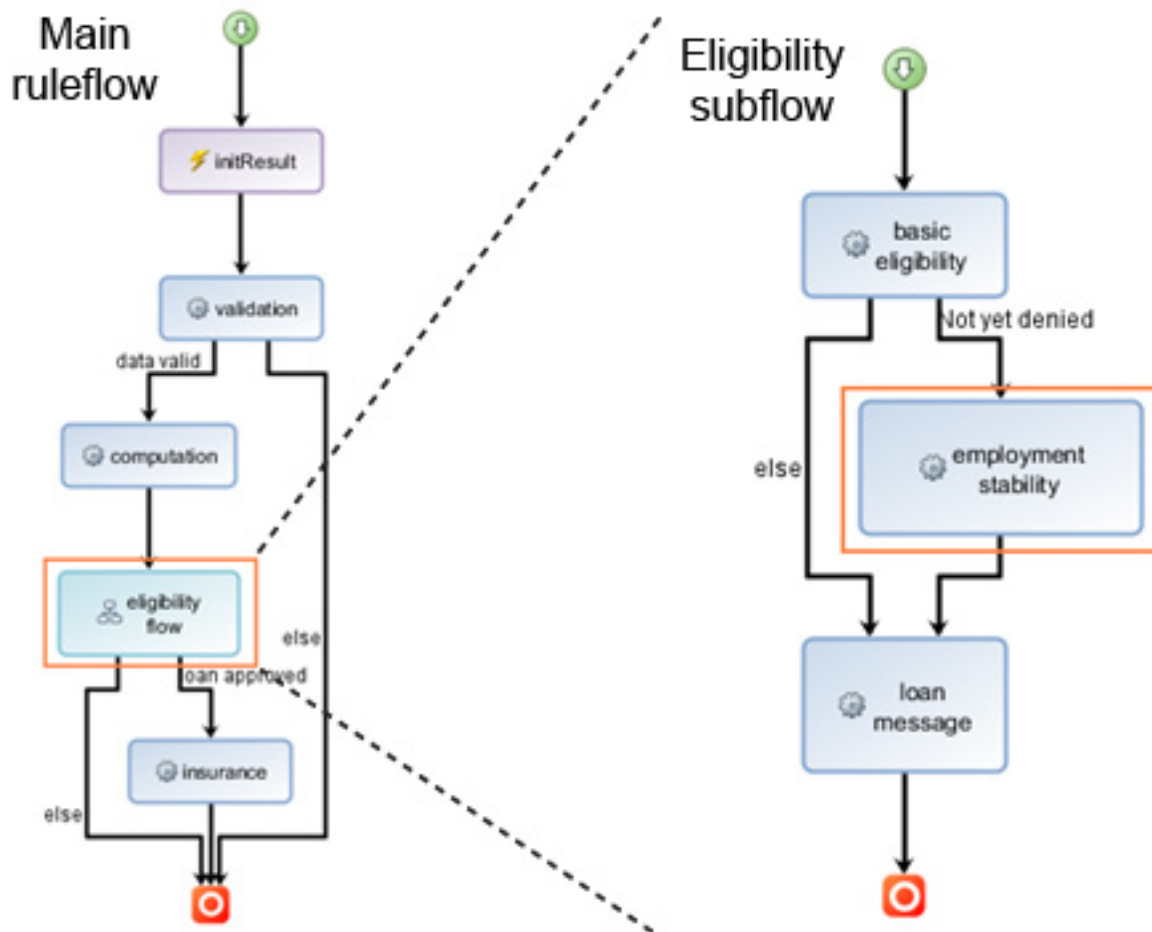 Main
ruleflow
initResult
validation
data valid
computation
eligibility
flow
else
oan approved
insurance
else
Eligibility
subflow
basic
eligibility
Not yet denied
else
employment
stability
loan
message